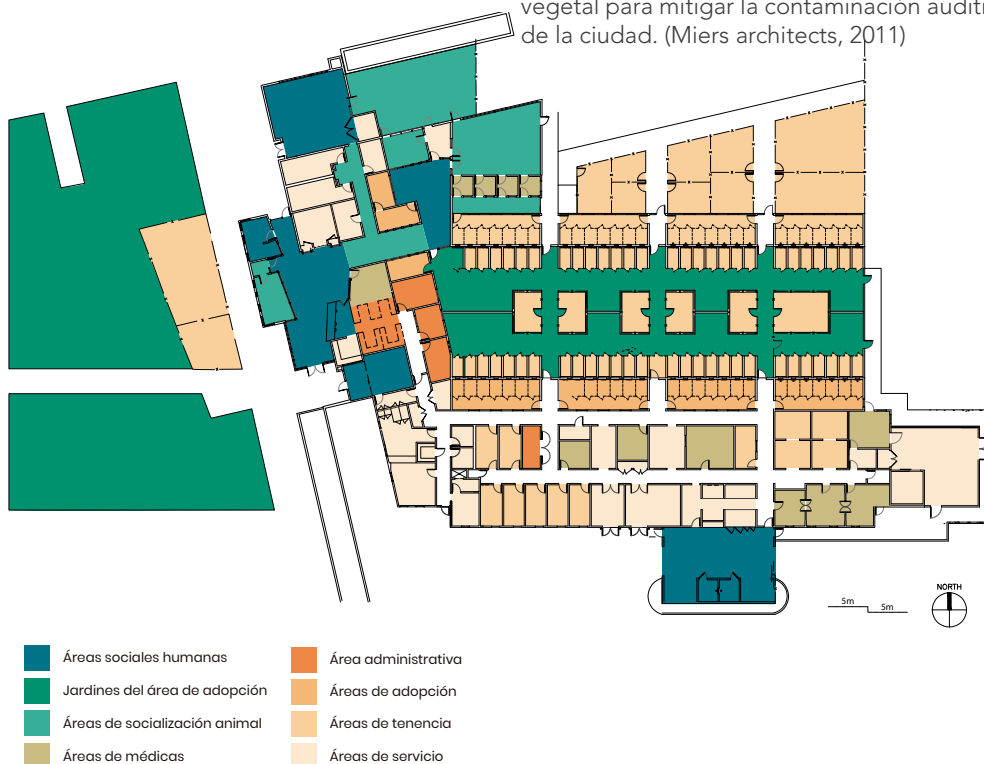 vegetal para mitigar la contaminación auditi
de la ciudad. (Miers architects, 2011)
5m
5m
NORTH
Áreas sociales humanas
Jardines del área de adopción
Áreas de socialización animal
Áreas de médicas
Área administrativa
Áreas de adopción
Áreas de tenencia
Áreas de servicio